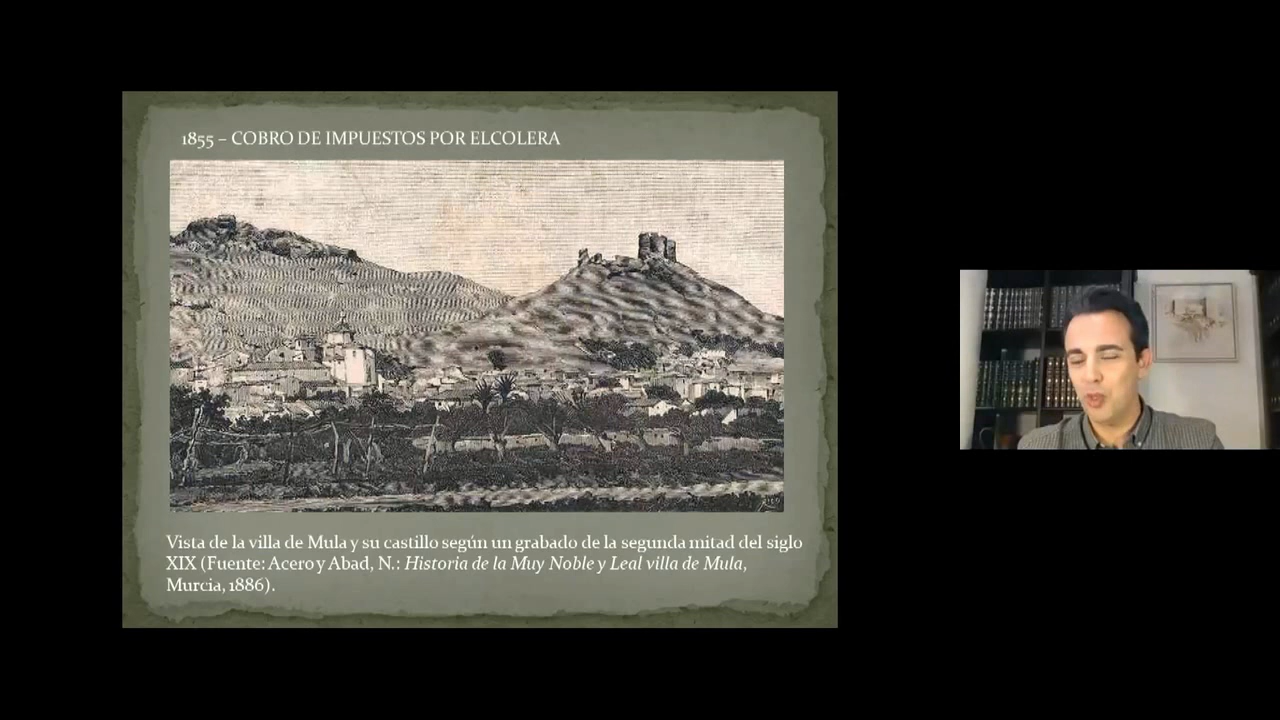 1855 – COBRO DE IMPUESTOS POR ELCOLERA
Vista de la villa de Mula y su castillo según un grabado de la segunda mitad del siglo
XIX (Fuente: Acero y Abad, N.: Historia de la Muy Noble y Leal villa de Mula,
Murcia, 1886).